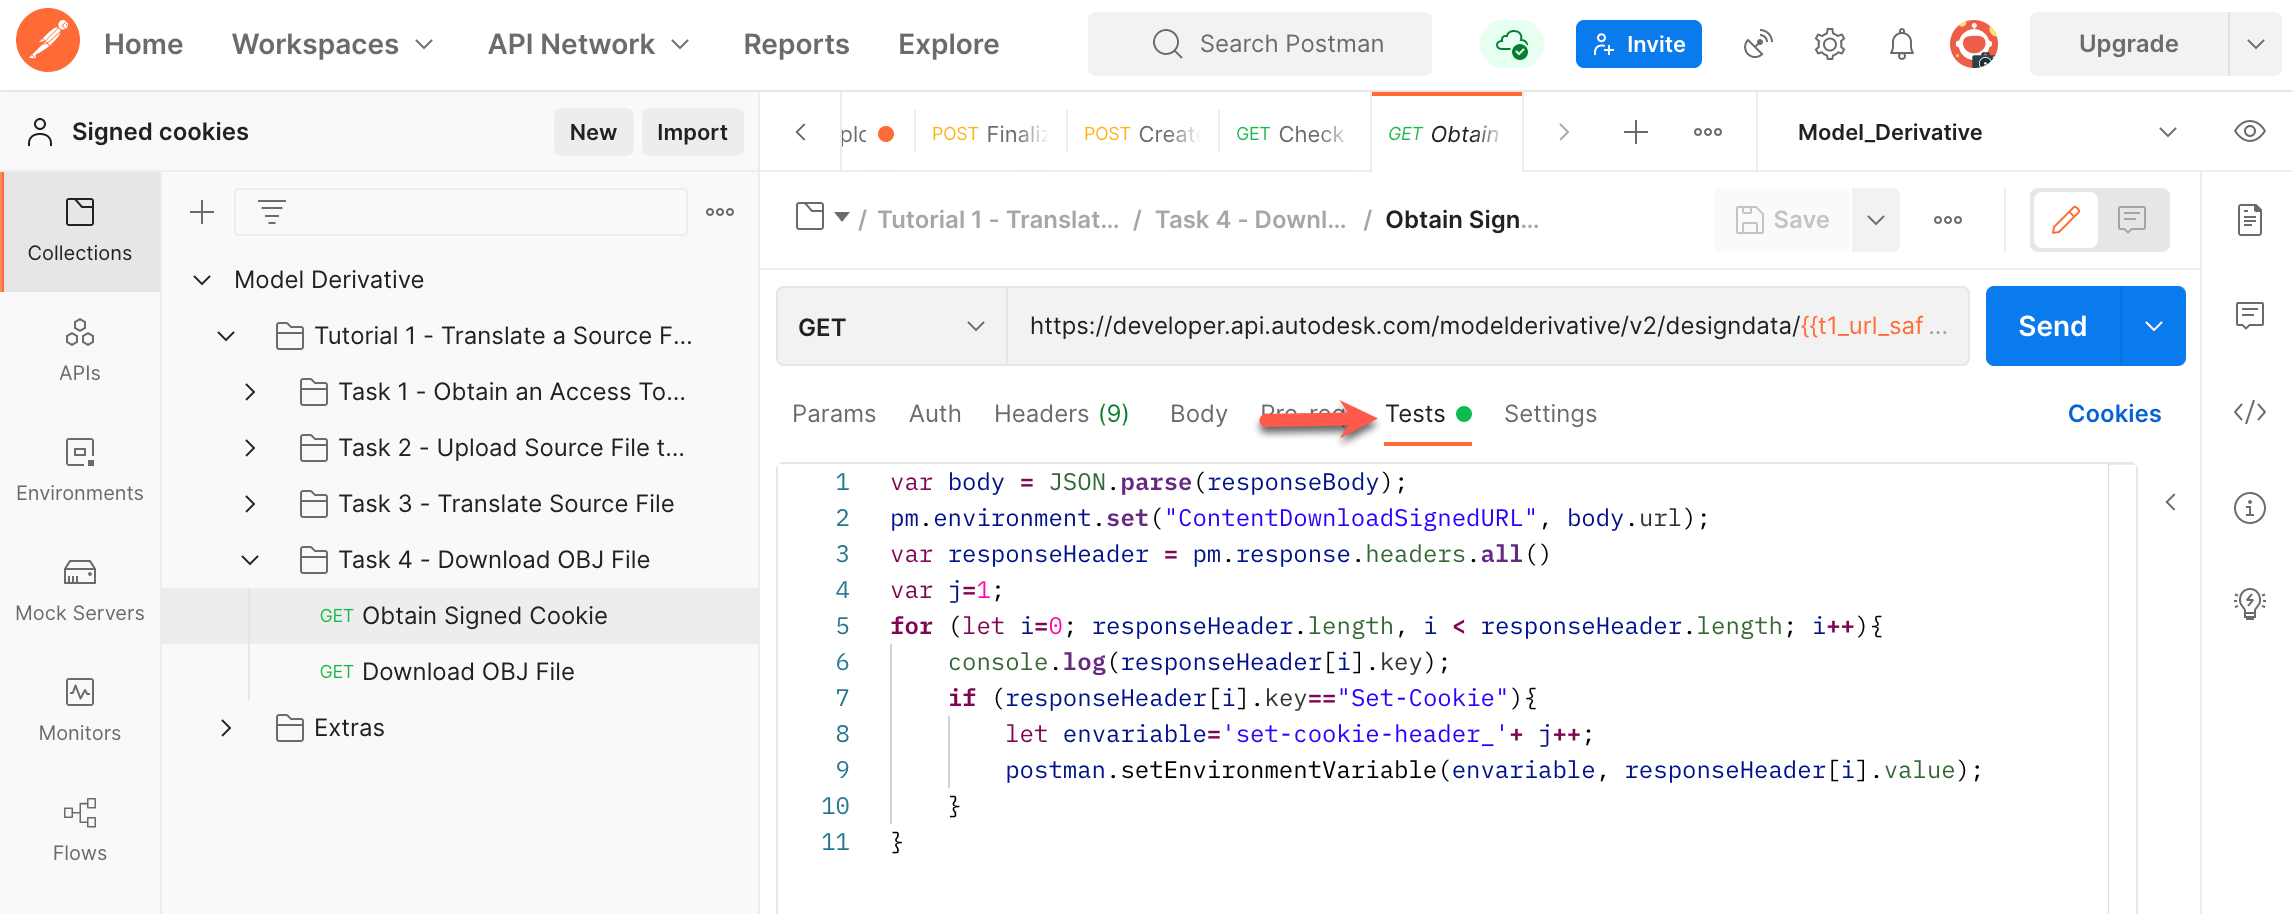 Home Workspaces API Network Reports Explore Search Postman Invite Upgrade
Signed cookies New Import
plo POST Finaliz POST Create GET Check GET Obtain Model_Derivative
Collections
APIs
Environments
Mock Servers
Monitors
Flows
Model Derivative
Tutorial 1 - Translate a Source F...
Task 1 - Obtain an Access To...
Task 2 - Upload Source File t...
Task 3 - Translate Source File
Task 4 - Download OBJ File
GET Obtain Signed Cookie
GET Download OBJ File
Extras
/ Tutorial 1 - Translat... / Task 4 - Downl... / Obtain Sign... Save
GET https://developer.api.autodesk.com/modelderivative/v2/designdata/{{t1_url_saf ... Send
Params Auth Headers (9) Body Pre-req Tests Settings Cookies
1 var body = JSON.parse(responseBody);
2 pm.environment.set("ContentDownloadSignedURL", body.url);
3 var responseHeader = pm.response.headers.all()
4 var j=1;
5 for (let i=0; responseHeader.length, i < responseHeader.length; i++){
6 console.log(responseHeader[i].key);
7 if (responseHeader[i].key=="Set-Cookie"){
8 let envariable='set-cookie-header_'+ j++;
9 postman.setEnvironmentVariable(envariable, responseHeader[i].value);
10 }
11 }